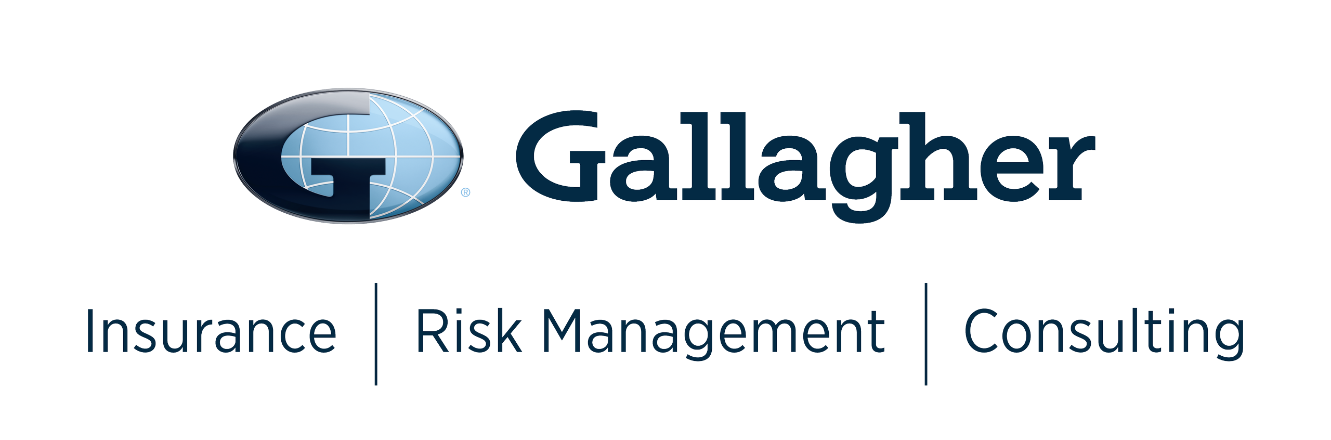 G® Gallagher
Insurance | Risk Management | Consulting